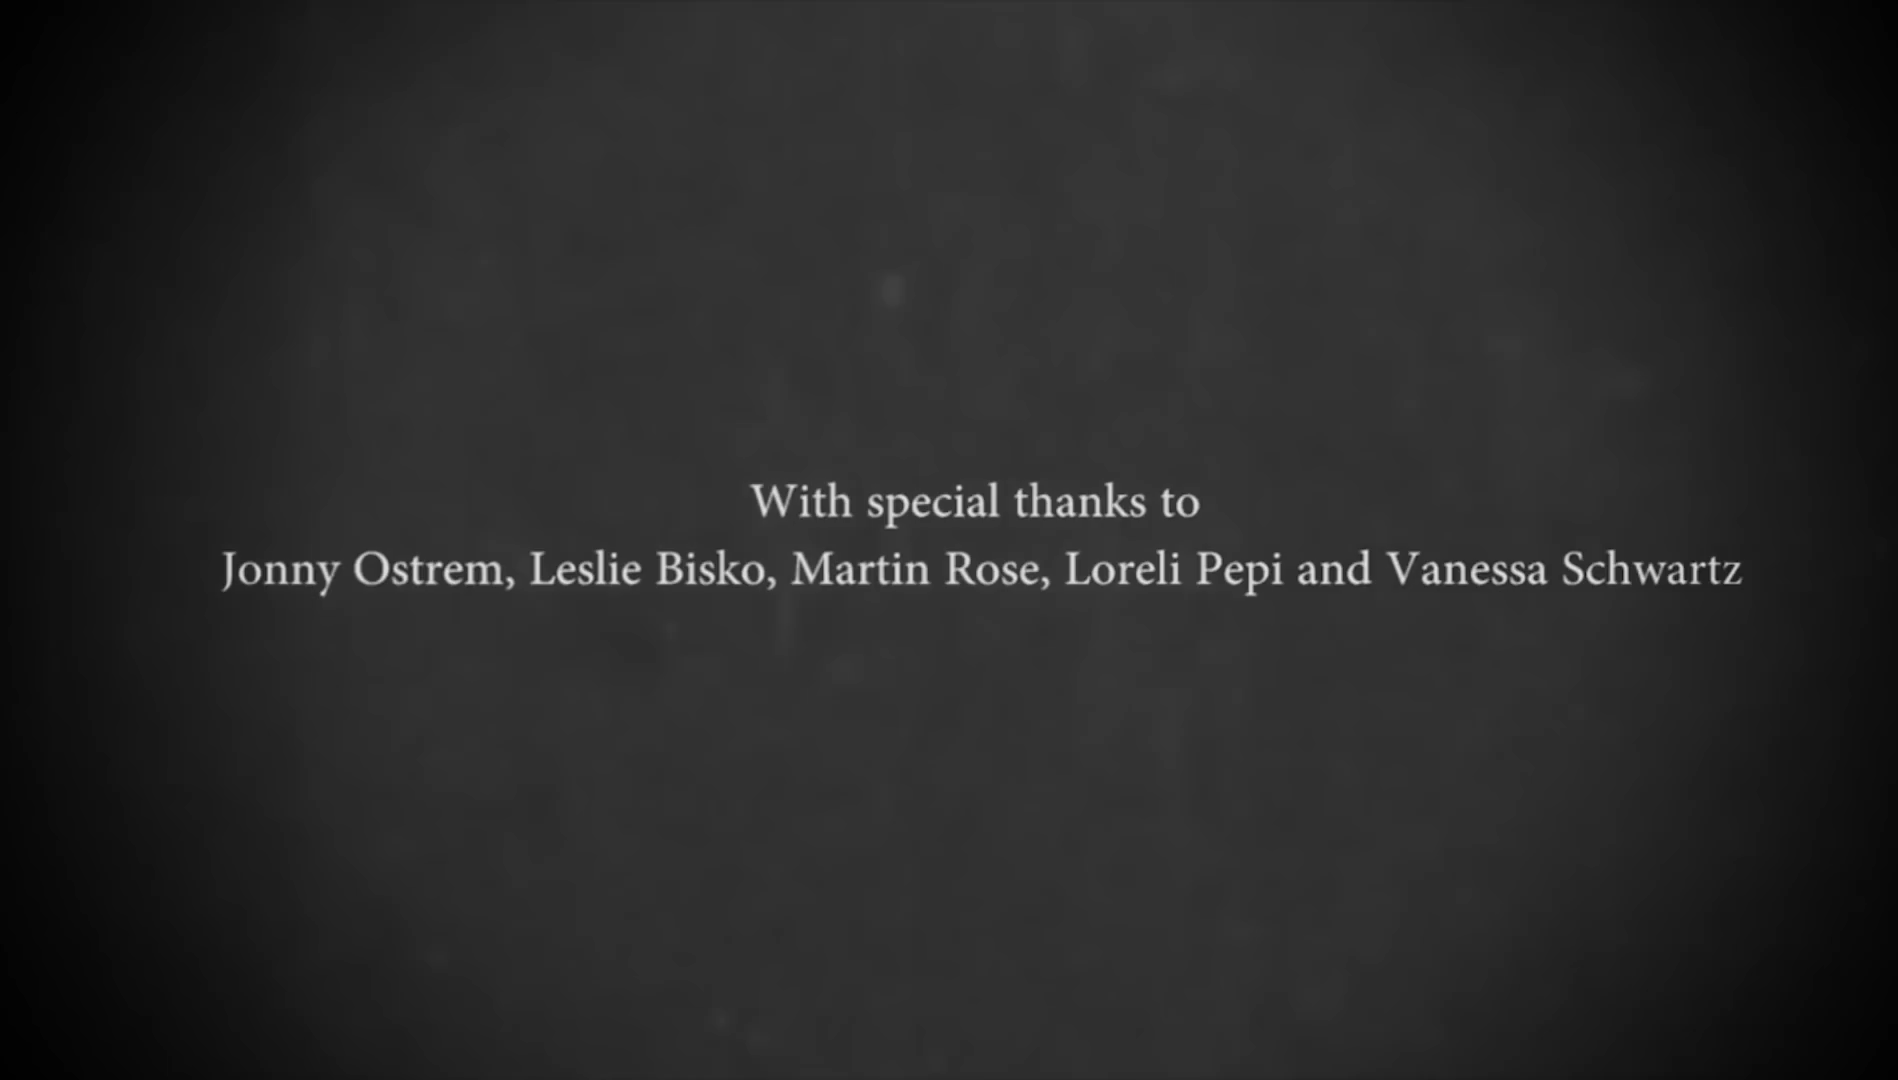 With special thanks to
Jonny Ostrem, Leslie Bisko, Martin Rose, Loreli Pepi and Vanessa Schwartz